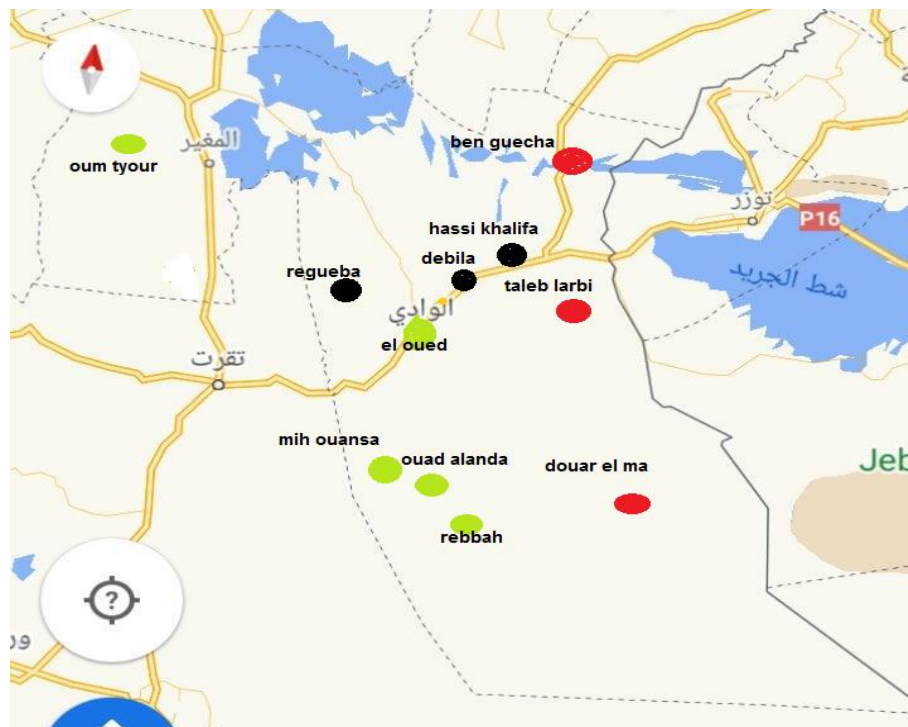 المغير
oum tyour
ben guecha
توزر
P16
hassi khalifa
debila
regueba
taleb larbi
شط الجريد
الوادي
el oued
تقرت
mih ouansa
ouad alanda
douar el ma
Jeb
rebbah
?
ور